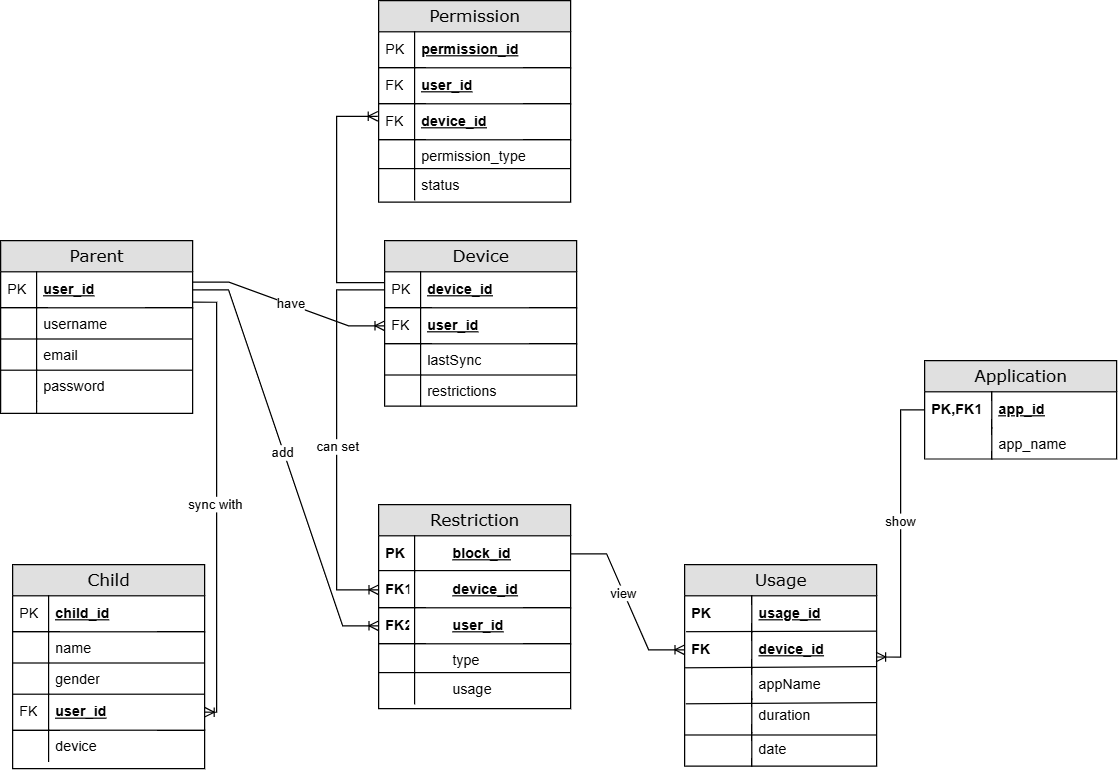 Permission
PK permission_id
FK user_id
FK device_id
permission_type
status
Parent
PK user_id
username
email
password
Device
PK device_id
FK user_id
lastSync
restrictions
have
add
can set
sync with
Application
PK,FK1 app_id
app_name
show
Restriction
PK block_id
FK1 device_id
FK2 user_id
type
usage
view
Child
PK child_id
name
gender
FK user_id
device
Usage
PK usage_id
FK device_id
appName
duration
date